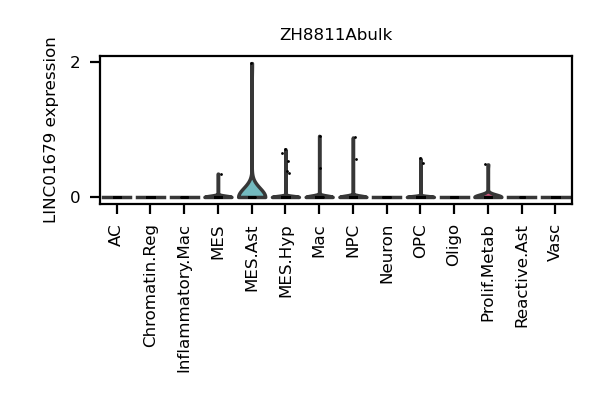 ZH8811Abulk
LINC01679 expression
2
0
AC
Chromatin.Reg
Inflammatory.Mac
MES
MES.Ast
MES.Hyp
Mac
NPC
Neuron
OPC
Oligo
Prolif.Metab
Reactive.Ast
Vasc